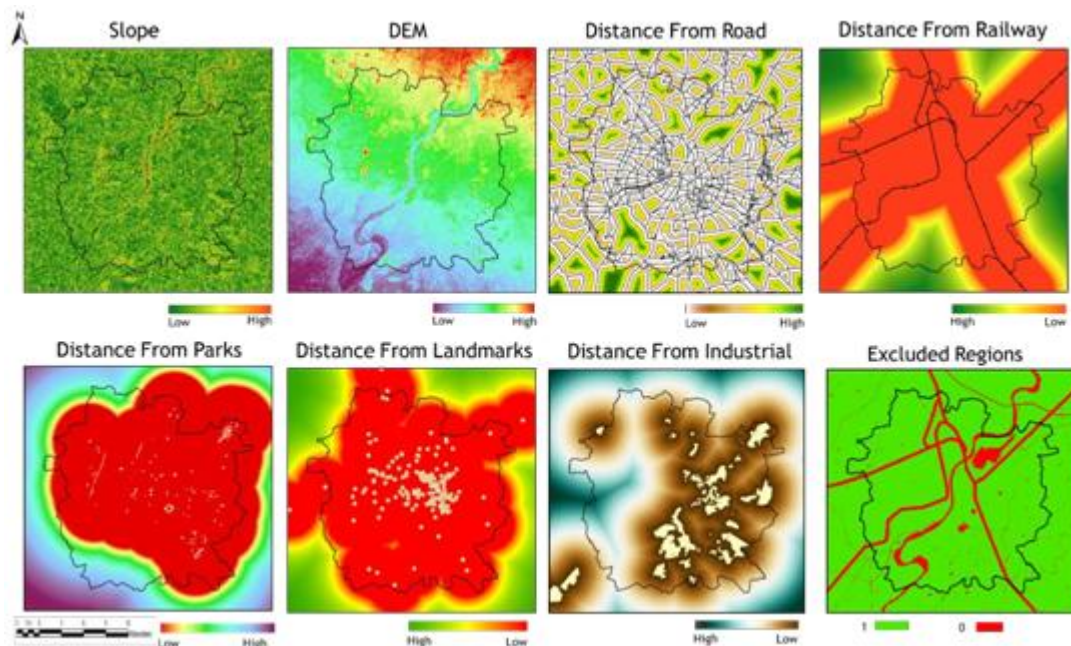 N
Slope
DEM
Distance From Road
Distance From Railway
Low High
Low High
Low High
High Low
Distance From Parks
Distance From Landmarks
Distance From Industrial
Excluded Regions
Low High
High Low
High Low
1 0